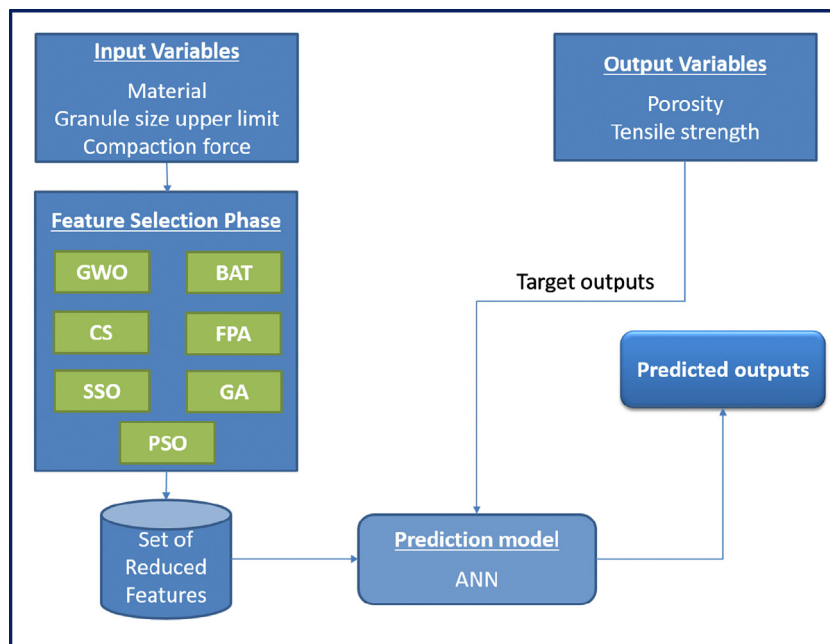 Input Variables
Material
Granule size upper limit
Compaction force
Output Variables
Porosity
Tensile strength
Feature Selection Phase
GWO
BAT
CS
FPA
SSO
GA
PSO
Target outputs
Predicted outputs
Set of
Reduced
Features
Prediction model
ANN